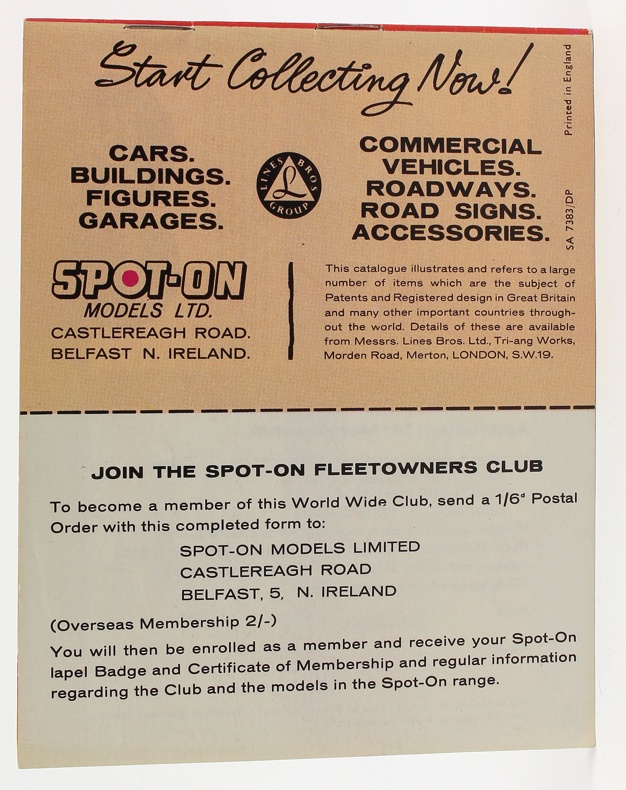 Start Collecting Now!
CARS.
BUILDINGS.
FIGURES.
GARAGES.
LINES BROS
L
GROUP
COMMERCIAL
VEHICLES.
ROADWAYS.
ROAD SIGNS.
ACCESSORIES.
Printed in England
SA 7383/DP
SPOT-ON
MODELS LTD.
CASTLEREAGH ROAD.
BELFAST N. IRELAND.
This catalogue illustrates and refers to a large
number of items which are the subject of
Patents and Registered design in Great Britain
and many other important countries through-
out the world. Details of these are available
from Messrs. Lines Bros. Ltd., Tri-ang Works,
Morden Road, Merton, LONDON, S.W.19.
JOIN THE SPOT-ON FLEETOWNERS CLUB
To become a member of this World Wide Club, send a 1/6ᵈ Postal
Order with this completed form to:
SPOT-ON MODELS LIMITED
CASTLEREAGH ROAD
BELFAST, 5, N. IRELAND
(Overseas Membership 2/-)
You will then be enrolled as a member and receive your Spot-On
lapel Badge and Certificate of Membership and regular information
regarding the Club and the models in the Spot-On range.